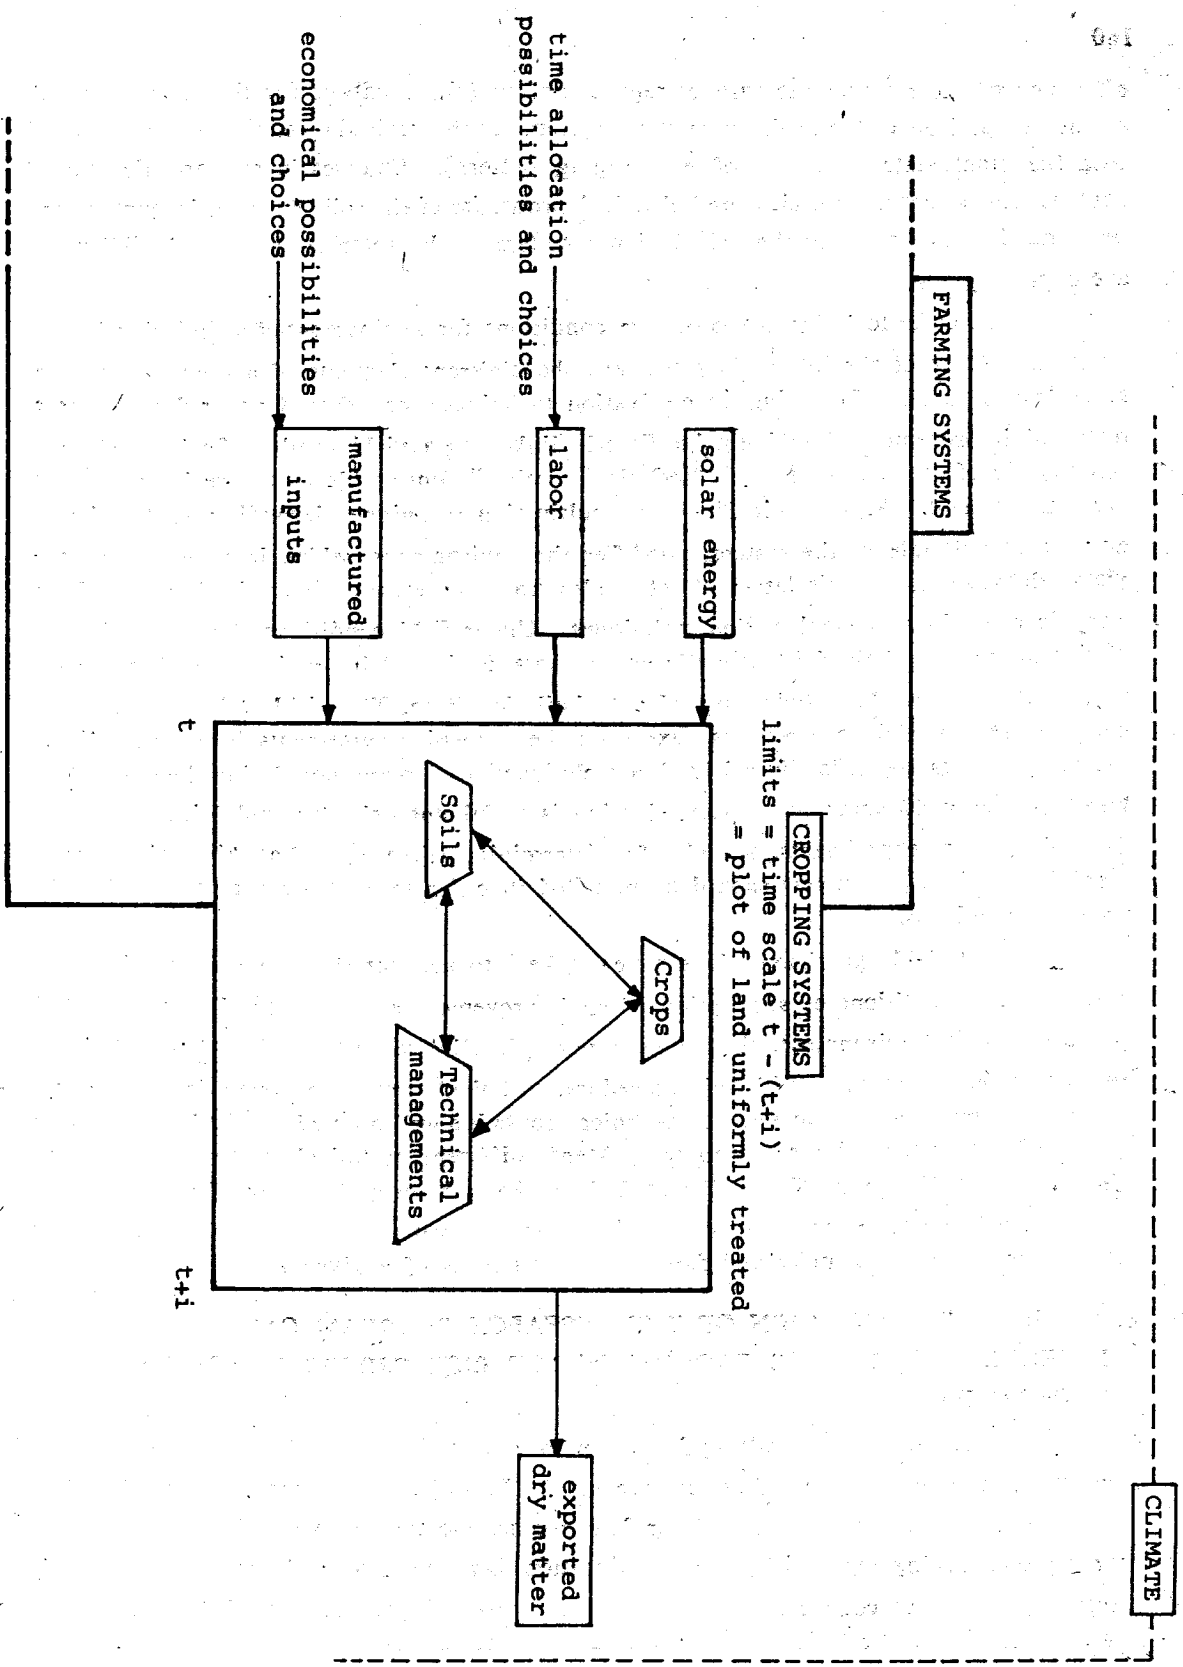 CLIMATE
FARMING SYSTEMS
CROPPING SYSTEMS
limits = time scale t - (t+i)
= plot of land uniformly treated
solar energy
time allocation
possibilities and choices
labor
economical possibilities
and choices
manufactured
inputs
Crops
Soils
Technical
managements
exported
dry matter
t
t+i